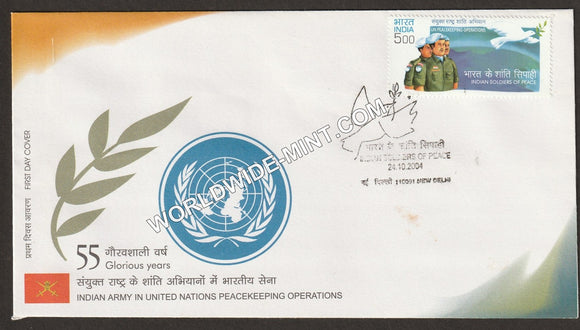 भारत
INDIA
500
संयुक्त राष्ट्र शांति अभियान
UN PEACEKEEPING OPERATIONS
भारत के शांति सिपाही
INDIAN SOLDIERS OF PEACE
भारत के शांति सिपाही
INDIAN SOLDIERS OF PEACE
24.10.2004
नई दिल्ली 110001 NEW DELHI
WORLDWIDE-MINT.COM
प्रथम दिवस आवरण FIRST DAY COVER
55 गौरवशाली वर्ष
Glorious years
संयुक्त राष्ट्र के शांति अभियानों में भारतीय सेना
INDIAN ARMY IN UNITED NATIONS PEACEKEEPING OPERATIONS